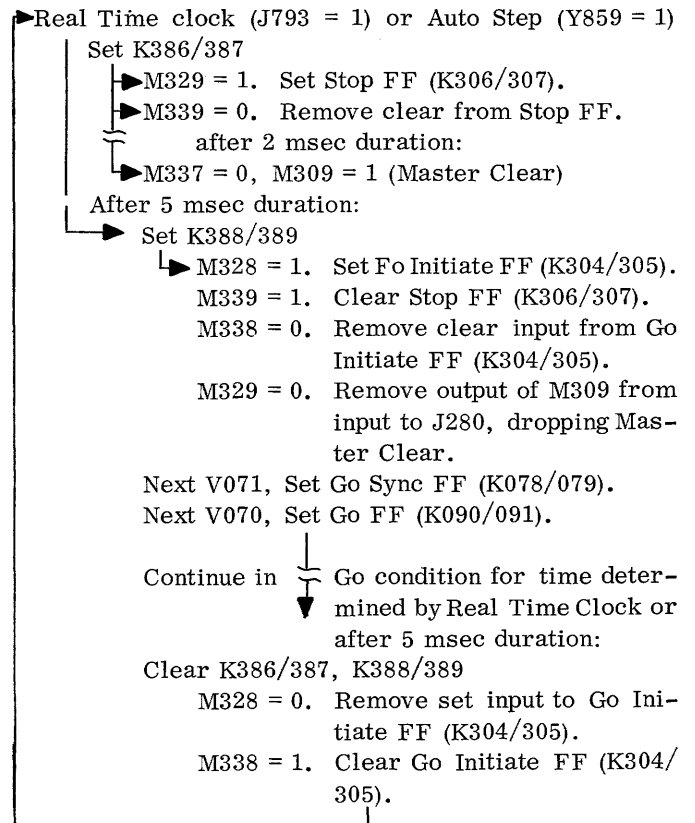 Real Time clock (J793 = 1) or Auto Step (Y859 = 1)
Set K386/387
M329 = 1. Set Stop FF (K306/307).
M339 = 0. Remove clear from Stop FF.
after 2 msec duration:
M337 = 0, M309 = 1 (Master Clear)
After 5 msec duration:
Set K388/389
M328 = 1. Set Fo Initiate FF (K304/305).
M339 = 1. Clear Stop FF (K306/307).
M338 = 0. Remove clear input from Go
Initiate FF (K304/305).
M329 = 0. Remove output of M309 from
input to J280, dropping Mas-
ter Clear.
Next V071, Set Go Sync FF (K078/079).
Next V070, Set Go FF (K090/091).
Continue in Go condition for time deter-
mined by Real Time Clock or
after 5 msec duration:
Clear K386/387, K388/389
M328 = 0. Remove set input to Go Ini-
tiate FF (K304/305).
M338 = 1. Clear Go Initiate FF (K304/
305).